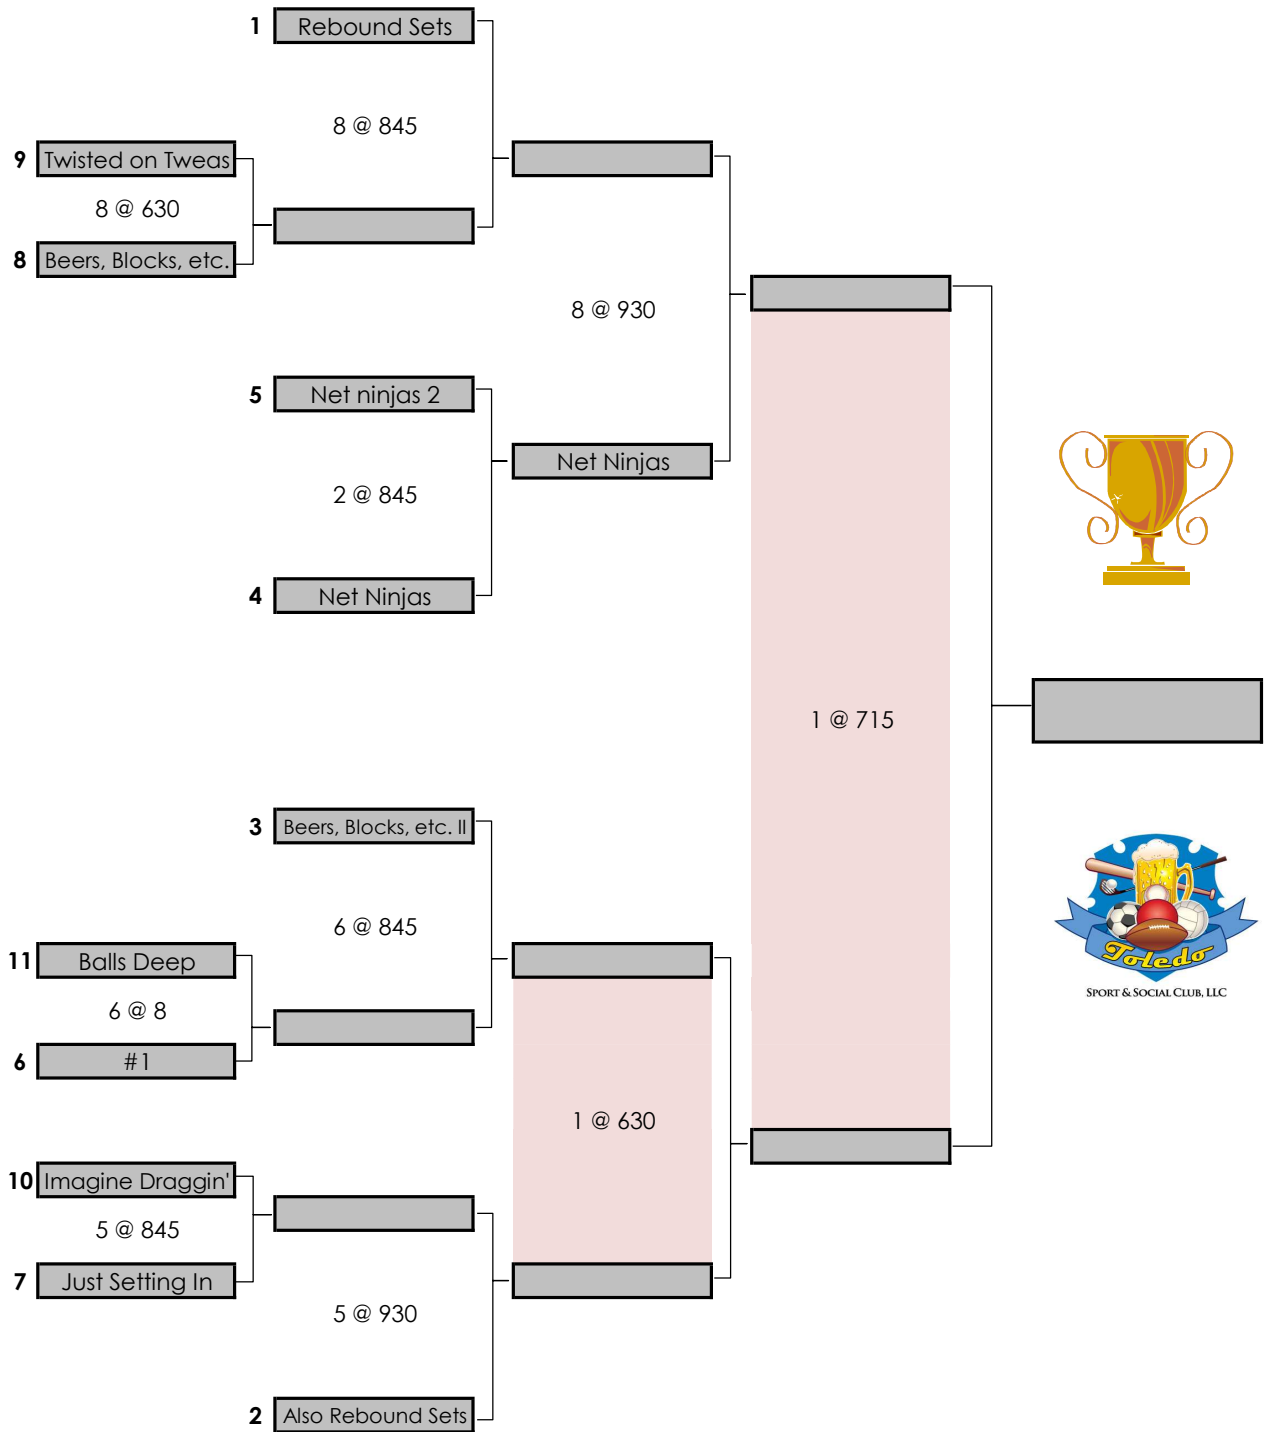 1 Rebound Sets
8 @ 845
9 Twisted on Tweas
8 @ 630
8 Beers, Blocks, etc.
8 @ 930
5 Net ninjas 2
Net Ninjas
2 @ 845
4 Net Ninjas
1 @ 715
3 Beers, Blocks, etc. II
6 @ 845
11 Balls Deep
6 @ 8
6 #1
1 @ 630
10 Imagine Draggin'
5 @ 845
7 Just Setting In
5 @ 930
2 Also Rebound Sets
Toledo
SPORT & SOCIAL CLUB, LLC